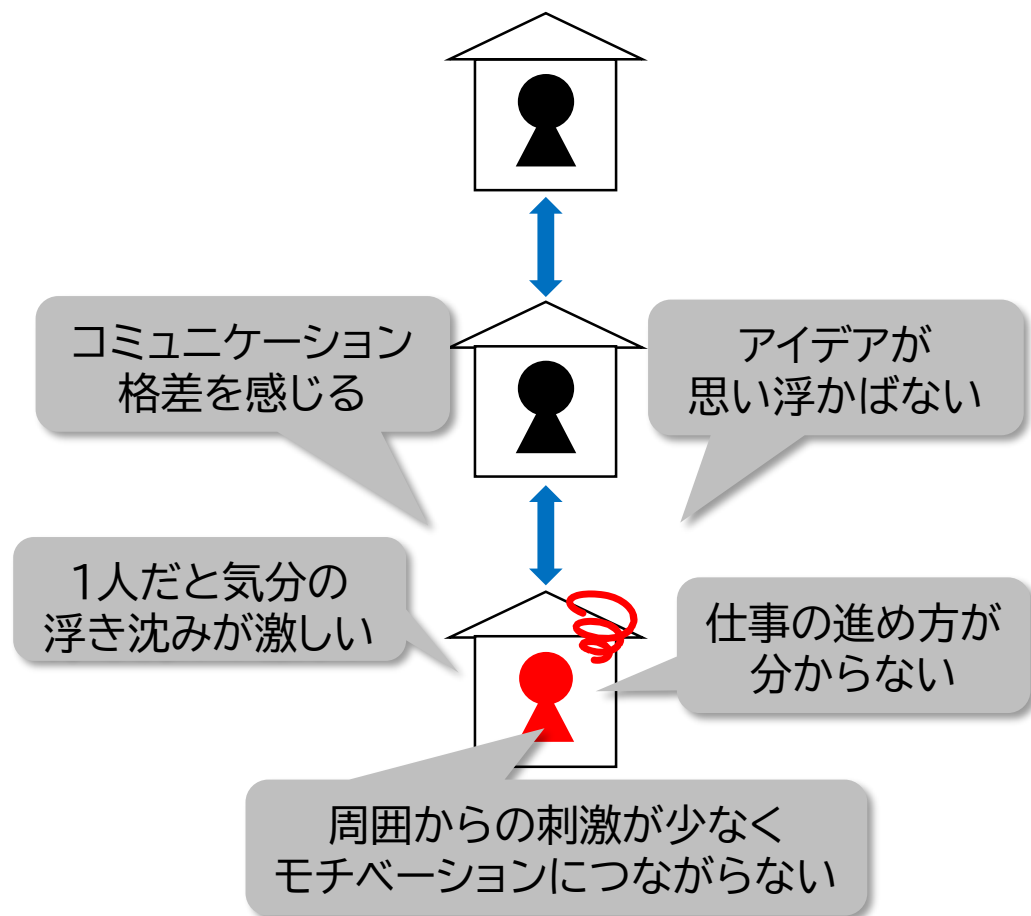 コミュニケーション
格差を感じる
アイデアが
思い浮かばない
1人だと気分の
浮き沈みが激しい
仕事の進め方が
分からない
周囲からの刺激が少なく
モチベーションにつながらない